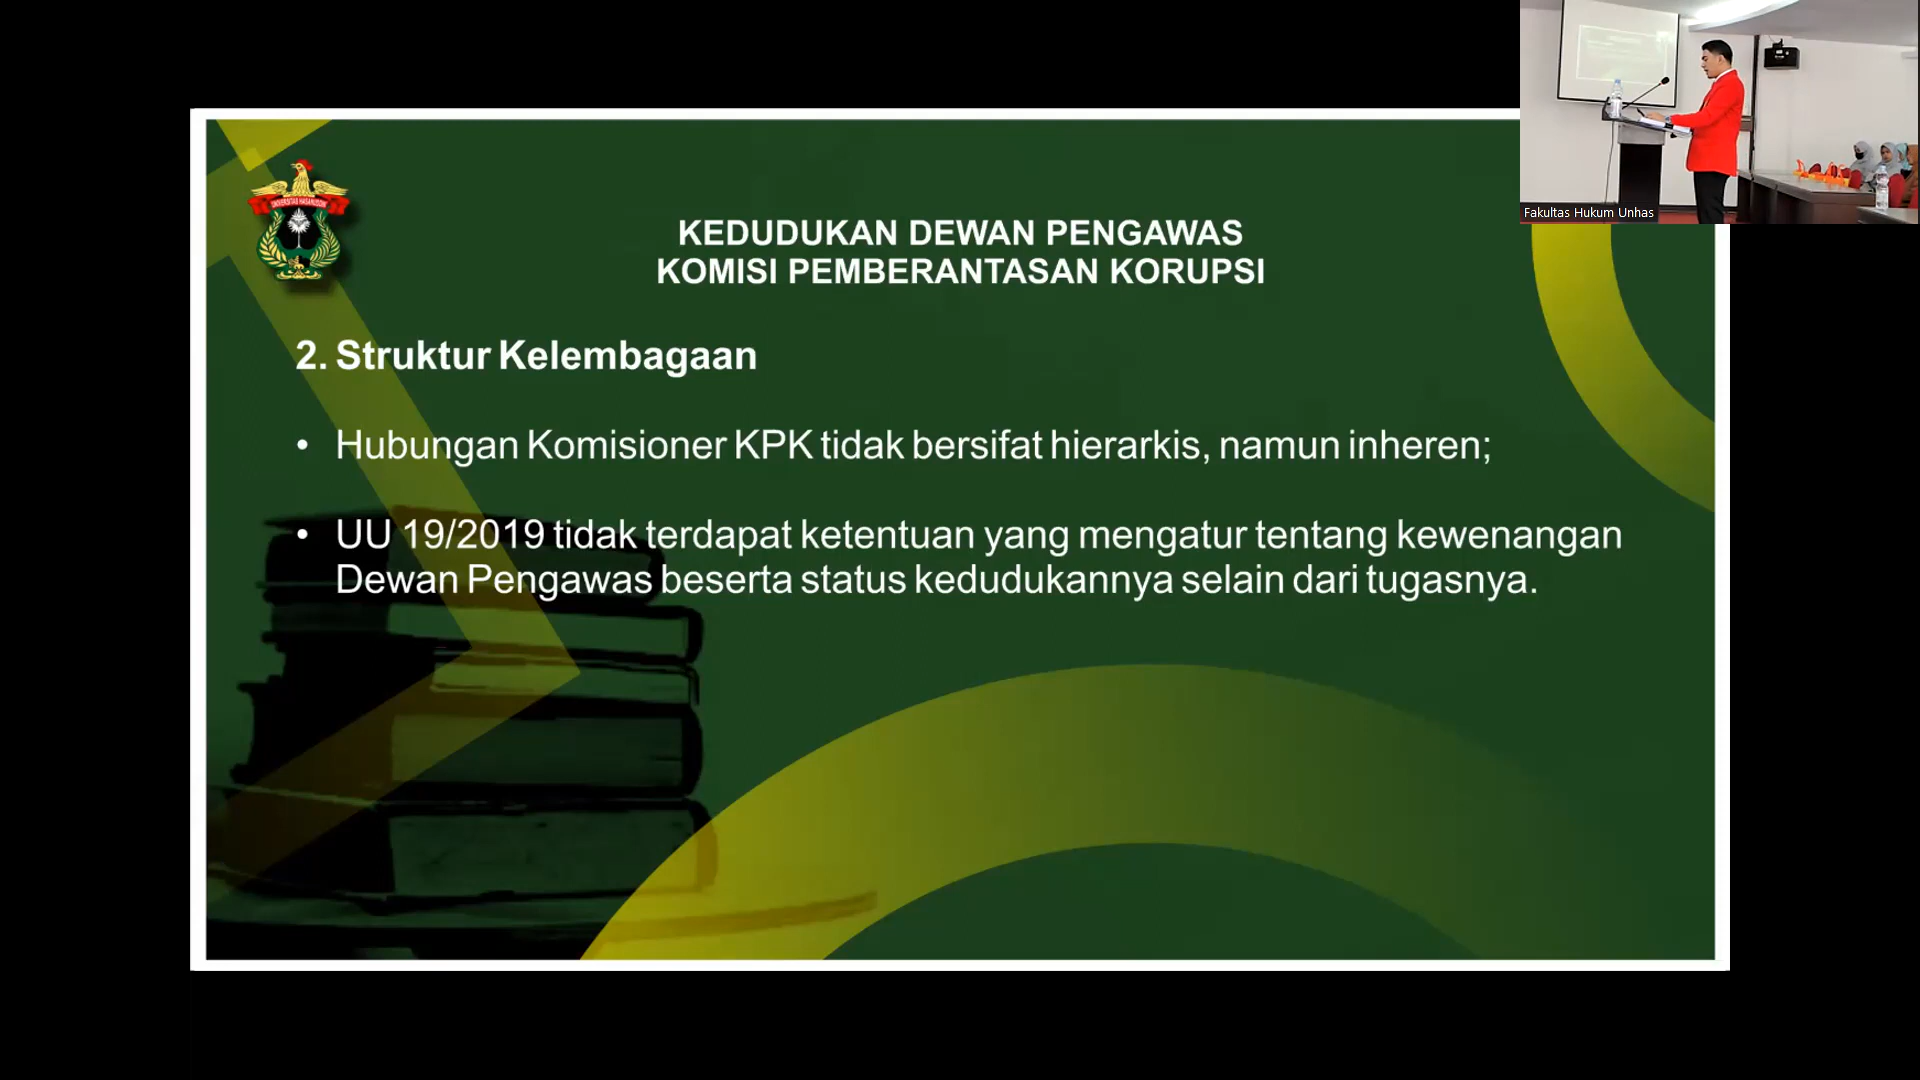 UNIVERSITAS HASANUDDIN
KEDUDUKAN DEWAN PENGAWAS
KOMISI PEMBERANTASAN KORUPSI
2. Struktur Kelembagaan
• Hubungan Komisioner KPK tidak bersifat hierarkis, namun inheren;
• UU 19/2019 tidak terdapat ketentuan yang mengatur tentang kewenangan
Dewan Pengawas beserta status kedudukannya selain dari tugasnya.
Fakultas Hukum Unhas